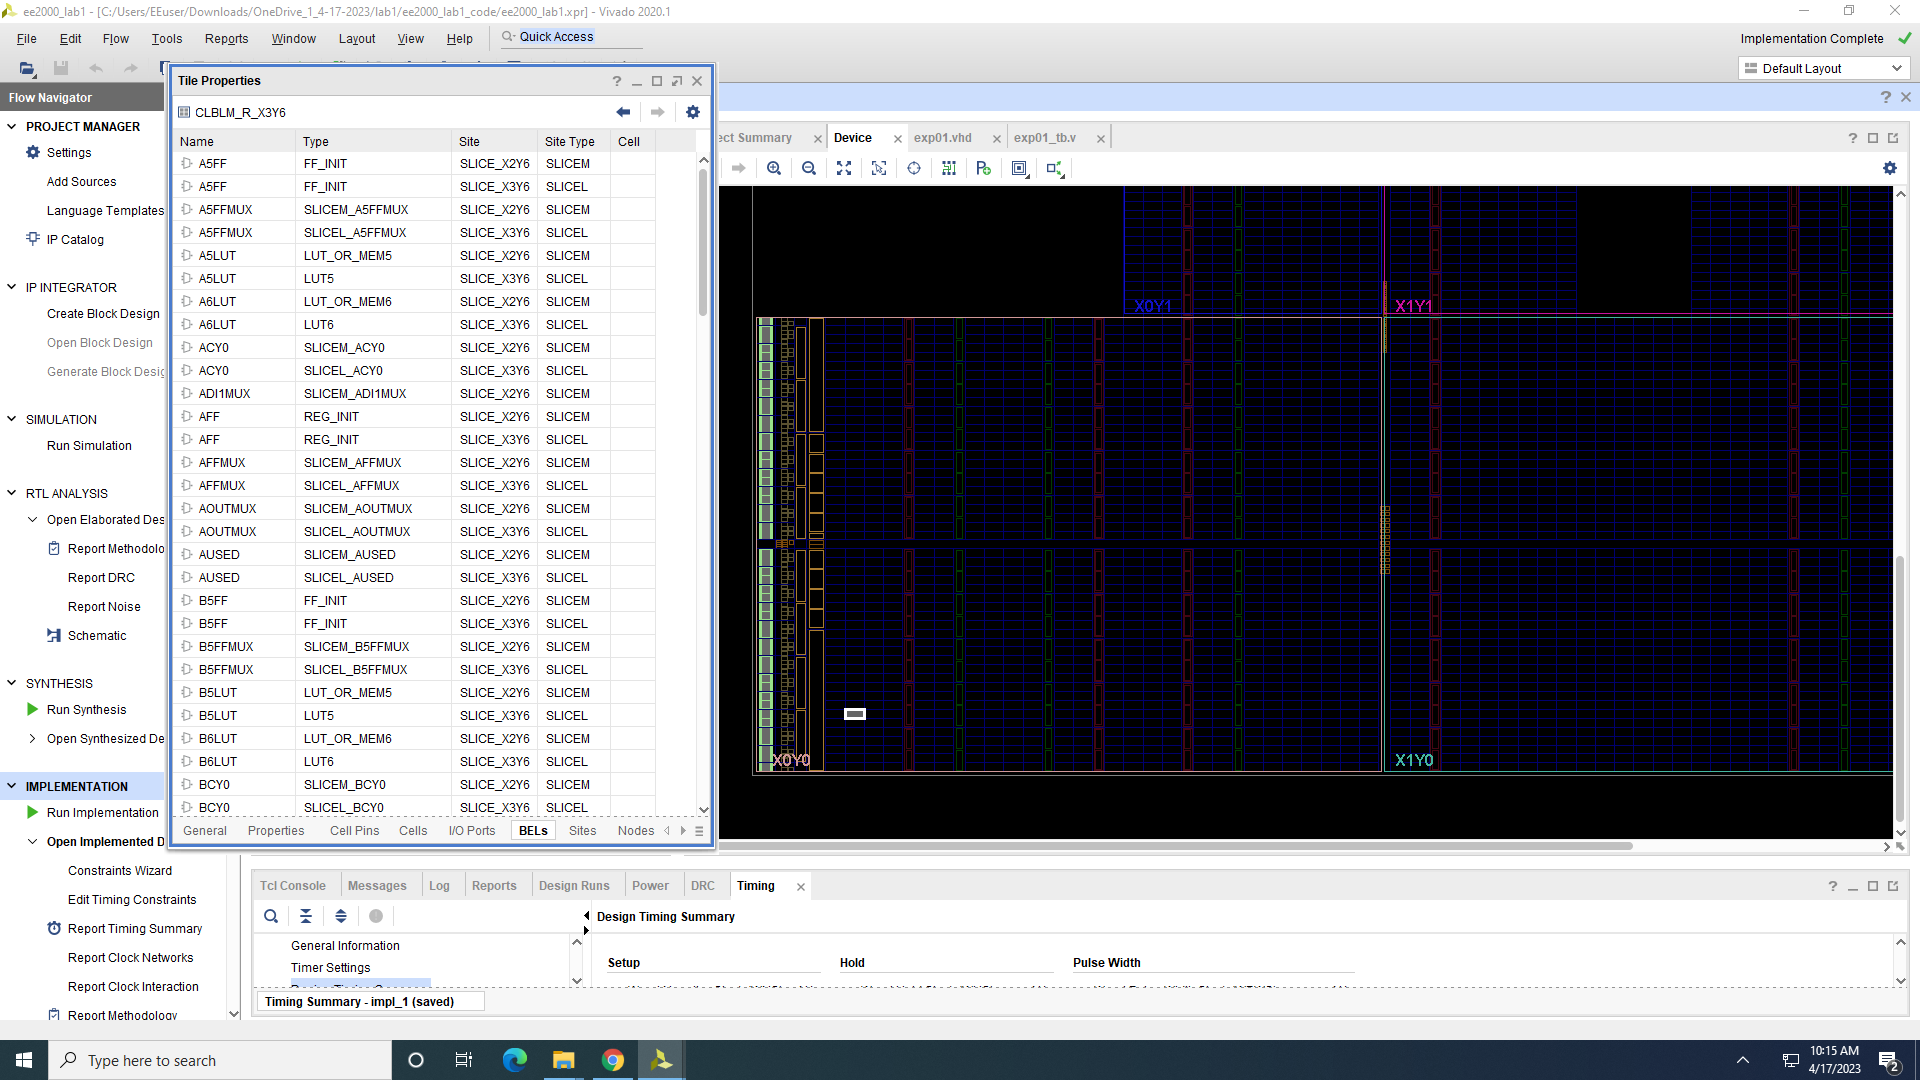 ee2000_lab1 - [C:/Users/EEuser/Downloads/OneDrive_1_4-17-2023/lab1/ee2000_lab1_code/ee2000_lab1.xpr] - Vivado 2020.1
File Edit Flow Tools Reports Window Layout View Help Quick Access
Implementation Complete
Default Layout
Flow Navigator
PROJECT MANAGER
Settings
Add Sources
Language Templates
IP Catalog
IP INTEGRATOR
Create Block Design
Open Block Design
Generate Block Desig
SIMULATION
Run Simulation
RTL ANALYSIS
Open Elaborated Des
Report Methodolo
Report DRC
Report Noise
Schematic
SYNTHESIS
Run Synthesis
Open Synthesized De
IMPLEMENTATION
Run Implementation
Open Implemented D
Constraints Wizard
Edit Timing Constraints
Report Timing Summary
Report Clock Networks
Report Clock Interaction
Report Methodology
Tile Properties
CLBLM_R_X3Y6
Name Type Site Site Type Cell
A5FF FF_INIT SLICE_X2Y6 SLICEM
A5FF FF_INIT SLICE_X3Y6 SLICEL
A5FFMUX SLICEM_A5FFMUX SLICE_X2Y6 SLICEM
A5FFMUX SLICEL_A5FFMUX SLICE_X3Y6 SLICEL
A5LUT LUT_OR_MEM5 SLICE_X2Y6 SLICEM
A5LUT LUT5 SLICE_X3Y6 SLICEL
A6LUT LUT_OR_MEM6 SLICE_X2Y6 SLICEM
A6LUT LUT6 SLICE_X3Y6 SLICEL
ACY0 SLICEM_ACY0 SLICE_X2Y6 SLICEM
ACY0 SLICEL_ACY0 SLICE_X3Y6 SLICEL
ADI1MUX SLICEM_ADI1MUX SLICE_X2Y6 SLICEM
AFF REG_INIT SLICE_X2Y6 SLICEM
AFF REG_INIT SLICE_X3Y6 SLICEL
AFFMUX SLICEM_AFFMUX SLICE_X2Y6 SLICEM
AFFMUX SLICEL_AFFMUX SLICE_X3Y6 SLICEL
AOUTMUX SLICEM_AOUTMUX SLICE_X2Y6 SLICEM
AOUTMUX SLICEL_AOUTMUX SLICE_X3Y6 SLICEL
AUSED SLICEM_AUSED SLICE_X2Y6 SLICEM
AUSED SLICEL_AUSED SLICE_X3Y6 SLICEL
B5FF FF_INIT SLICE_X2Y6 SLICEM
B5FF FF_INIT SLICE_X3Y6 SLICEL
B5FFMUX SLICEM_B5FFMUX SLICE_X2Y6 SLICEM
B5FFMUX SLICEL_B5FFMUX SLICE_X3Y6 SLICEL
B5LUT LUT_OR_MEM5 SLICE_X2Y6 SLICEM
B5LUT LUT5 SLICE_X3Y6 SLICEL
B6LUT LUT_OR_MEM6 SLICE_X2Y6 SLICEM
B6LUT LUT6 SLICE_X3Y6 SLICEL
BCY0 SLICEM_BCY0 SLICE_X2Y6 SLICEM
BCY0 SLICEL_BCY0 SLICE_X3Y6 SLICEL
General Properties Cell Pins Cells I/O Ports BELs Sites Nodes
ect Summary Device exp01.vhd exp01_tb.v
X0Y1 X1Y1
X0Y0 X1Y0
Tcl Console Messages Log Reports Design Runs Power DRC Timing
Design Timing Summary
General Information
Timer Settings
Setup Hold Pulse Width
Timing Summary - impl_1 (saved)
Type here to search
10:15 AM
4/17/2023
2